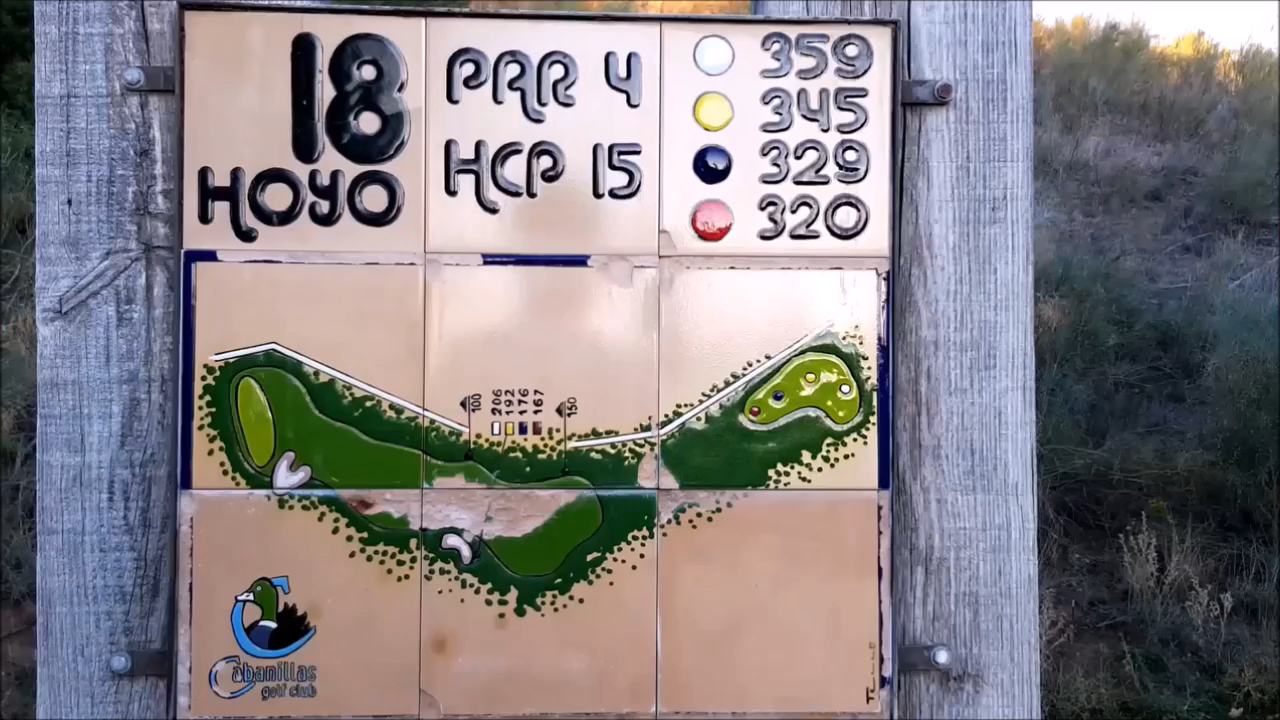 18
HOYO
PAR 4
HCP 15
359
345
329
320
100
206
192
176
167
150
Cabanillas
golf club